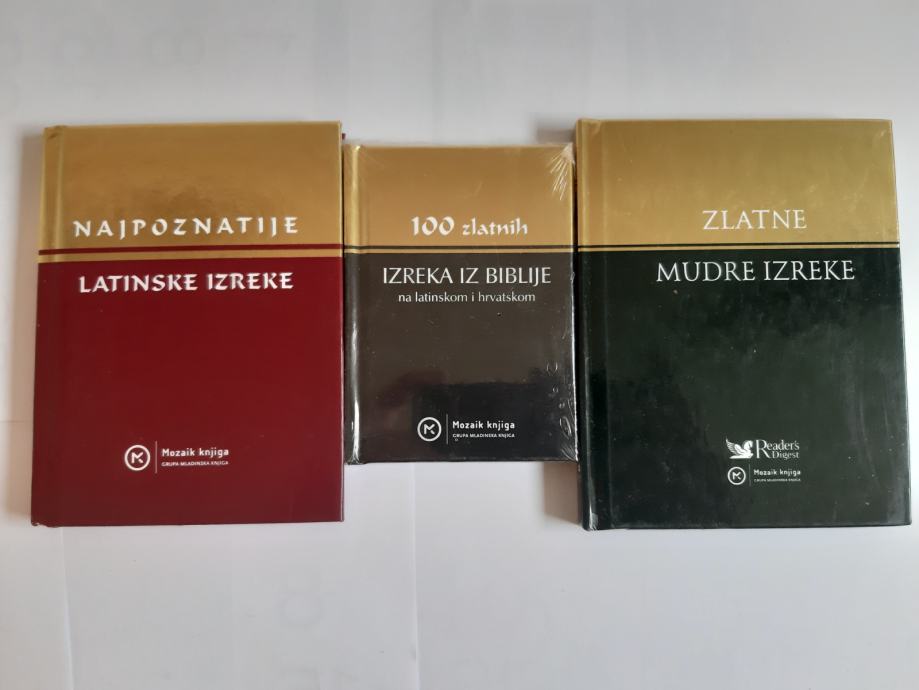 NAJPOZNATIJE
LATINSKE IZREKE
Mozaik knjiga
GRUPA MLADINSKA KNJIGA
100 zlatnih
IZREKA IZ BIBLIJE
na latinskom i hrvatskom
Mozaik knjiga
GRUPA MLADINSKA KNJIGA
ZLATNE
MUDRE IZREKE
Reader's
Digest
Mozaik knjiga
GRUPA MLADINSKA KNJIGA